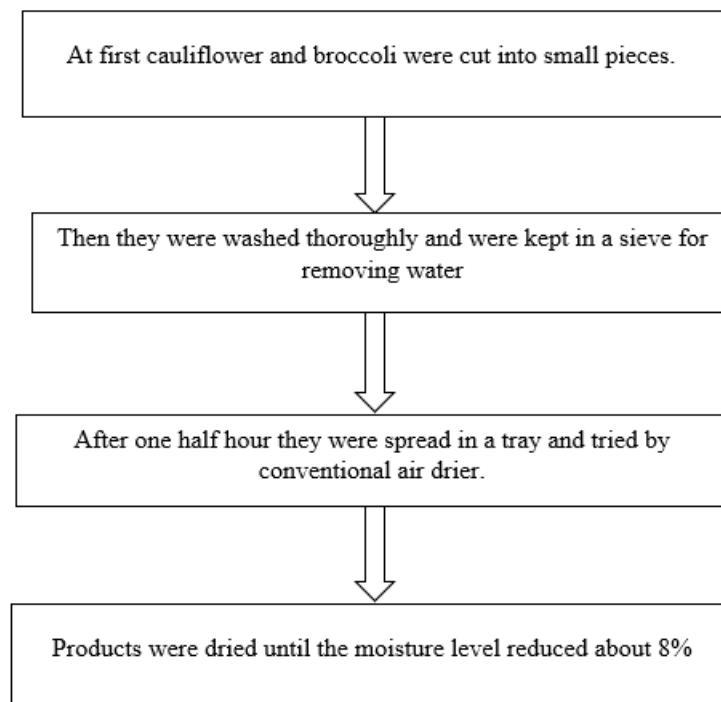 At first cauliflower and broccoli were cut into small pieces.
Then they were washed thoroughly and were kept in a sieve for
removing water
After one half hour they were spread in a tray and tried by
conventional air drier.
Products were dried until the moisture level reduced about 8%